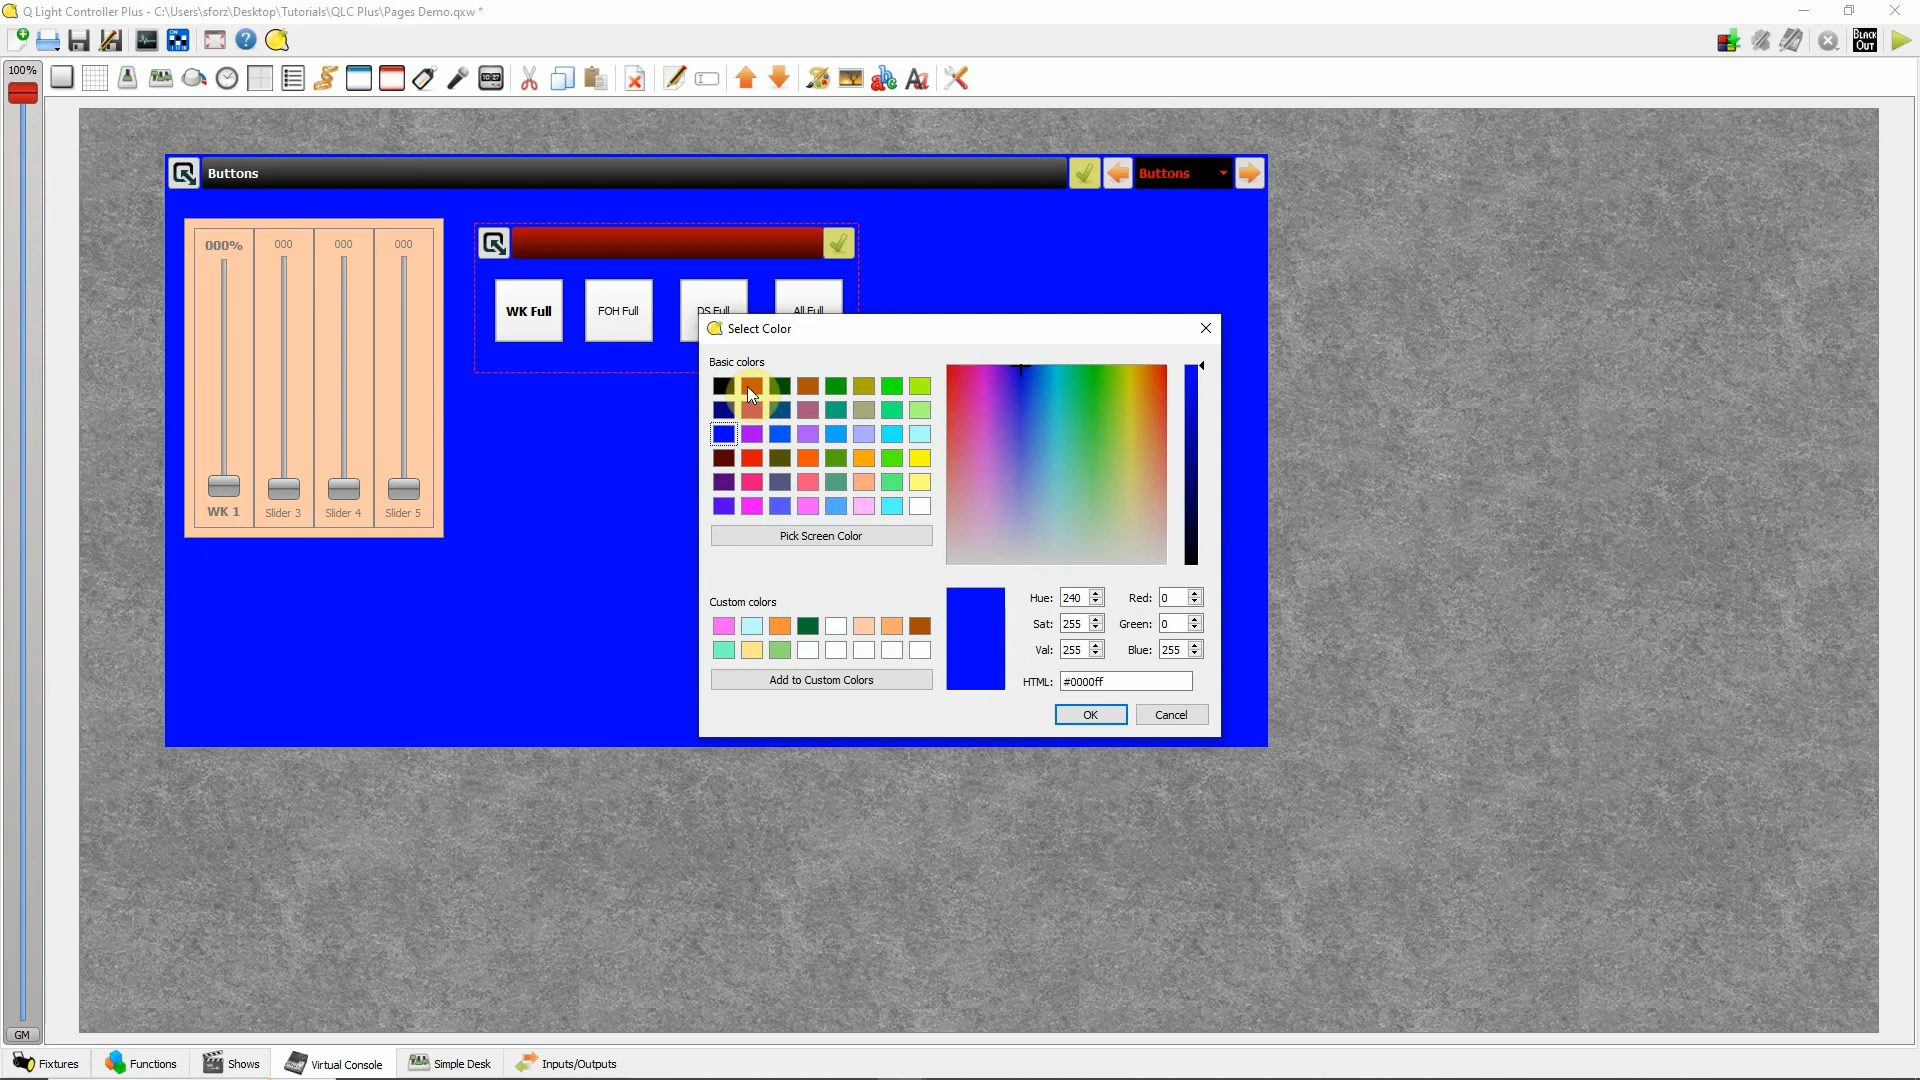 Q Light Controller Plus - C:\Users\sforz\Desktop\Tutorials\QLC Plus\Pages Demo.qxw *
BLACK OUT
100%
Buttons
Buttons
000% 000 000 000
WK 1 Slider 3 Slider 4 Slider 5
WK Full FOH Full DS Full All Full
Select Color
Basic colors
Pick Screen Color
Custom colors
Add to Custom Colors
Hue: 240 Red: 0
Sat: 255 Green: 0
Val: 255 Blue: 255
HTML: #0000ff
OK Cancel
GM
Fixtures Functions Shows Virtual Console Simple Desk Inputs/Outputs